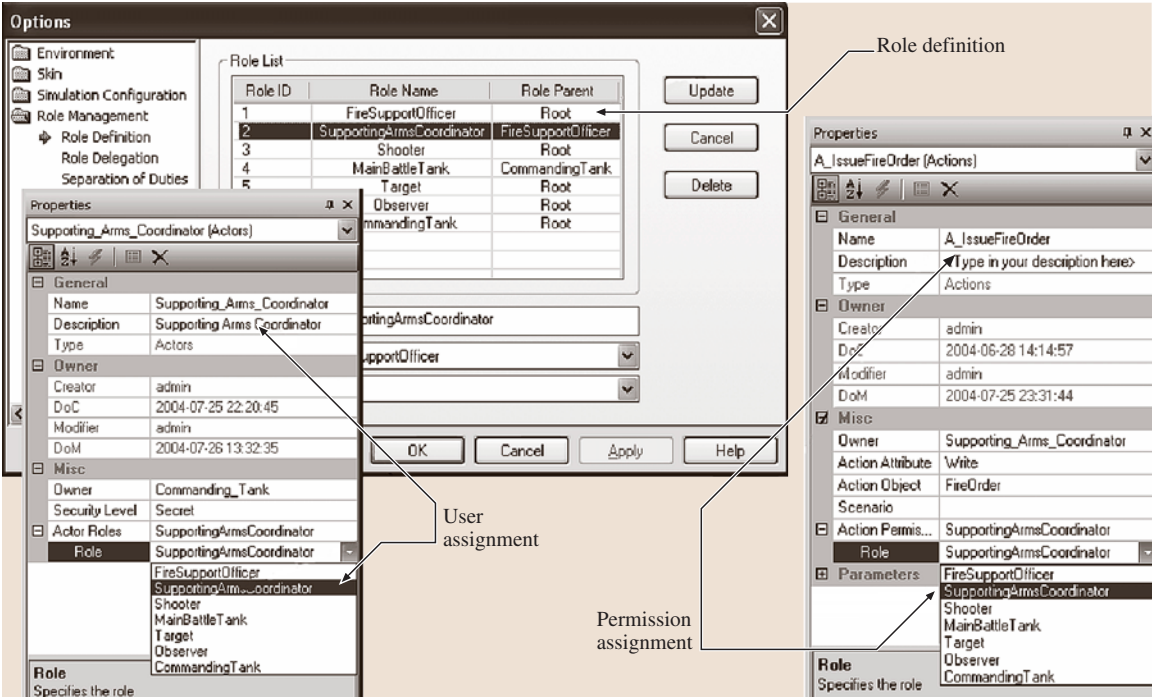 Options
Environment
Skin
Simulation Configuration
Role Management
Role Definition
Role Delegation
Separation of Duties
Role List
Role ID Role Name Role Parent
1 FireSupportOfficer Root
2 SupportingArmsCoordinator FireSupportOfficer
3 Shooter Root
4 MainBattleTank CommandingTank
5 Target Root
Observer Root
mmandingTank Root
Update
Cancel
Delete
ortingArmsCoordinator
upportOfficer
OK Cancel Apply Help
Role definition
Properties
Supporting_Arms_Coordinator (Actors)
General
Name Supporting_Arms_Coordinator
Description Supporting Arms Coordinator
Type Actors
Owner
Creator admin
DoC 2004-07-25 22:20:45
Modifier admin
DoM 2004-07-26 13:32:35
Misc
Owner Commanding_Tank
Security Level Secret
Actor Roles SupportingArmsCoordinator
Role SupportingArmsCoordinator
FireSupportOfficer
SupportingArmsCoordinator
Shooter
MainBattleTank
Target
Observer
CommandingTank
Role
Specifies the role
User
assignment
Permission
assignment
Properties
A_IssueFireOrder (Actions)
General
Name A_IssueFireOrder
Description <Type in your description here>
Type Actions
Owner
Creator admin
DoC 2004-06-28 14:14:57
Modifier admin
DoM 2004-07-25 23:31:44
Misc
Owner Supporting_Arms_Coordinator
Action Attribute Write
Action Object FireOrder
Scenario
Action Permis... SupportingArmsCoordinator
Role SupportingArmsCoordinator
Parameters
FireSupportOfficer
SupportingArmsCoordinator
Shooter
MainBattleTank
Target
Observer
CommandingTank
Role
Specifies the role